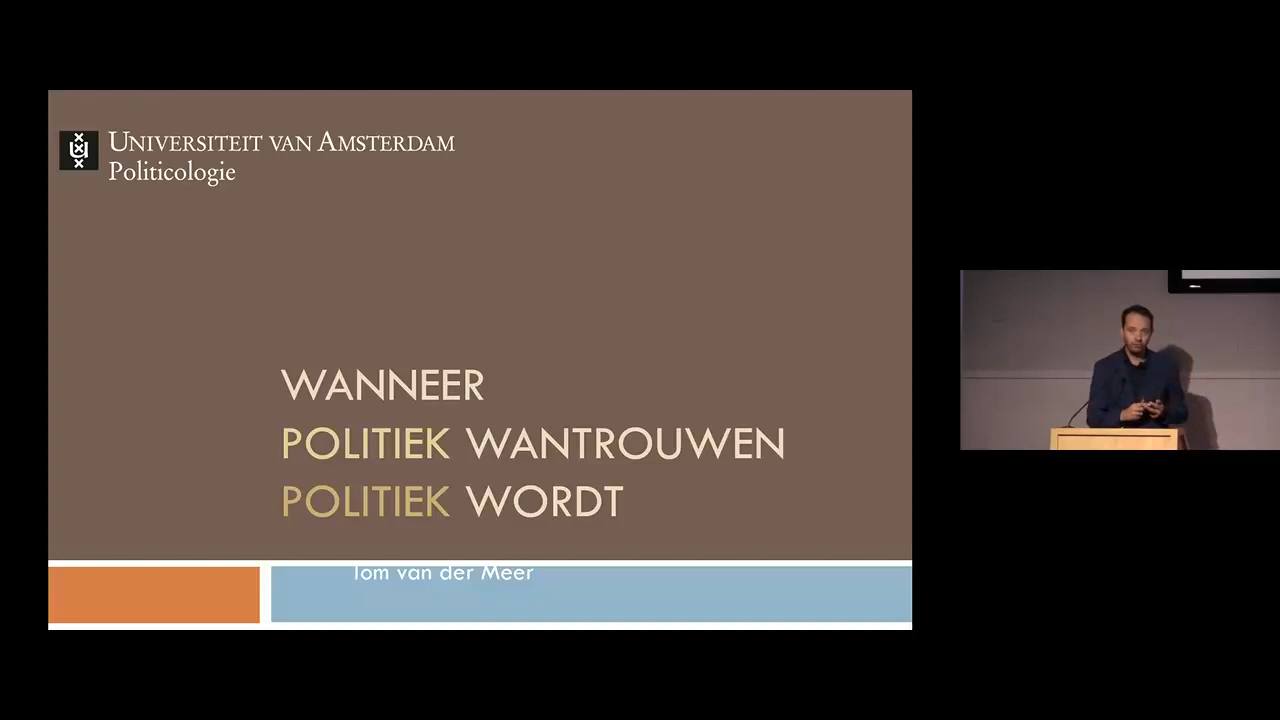 UNIVERSITEIT VAN AMSTERDAM
Politicologie
WANNEER
POLITIEK WANTROUWEN
POLITIEK WORDT
Tom van der Meer